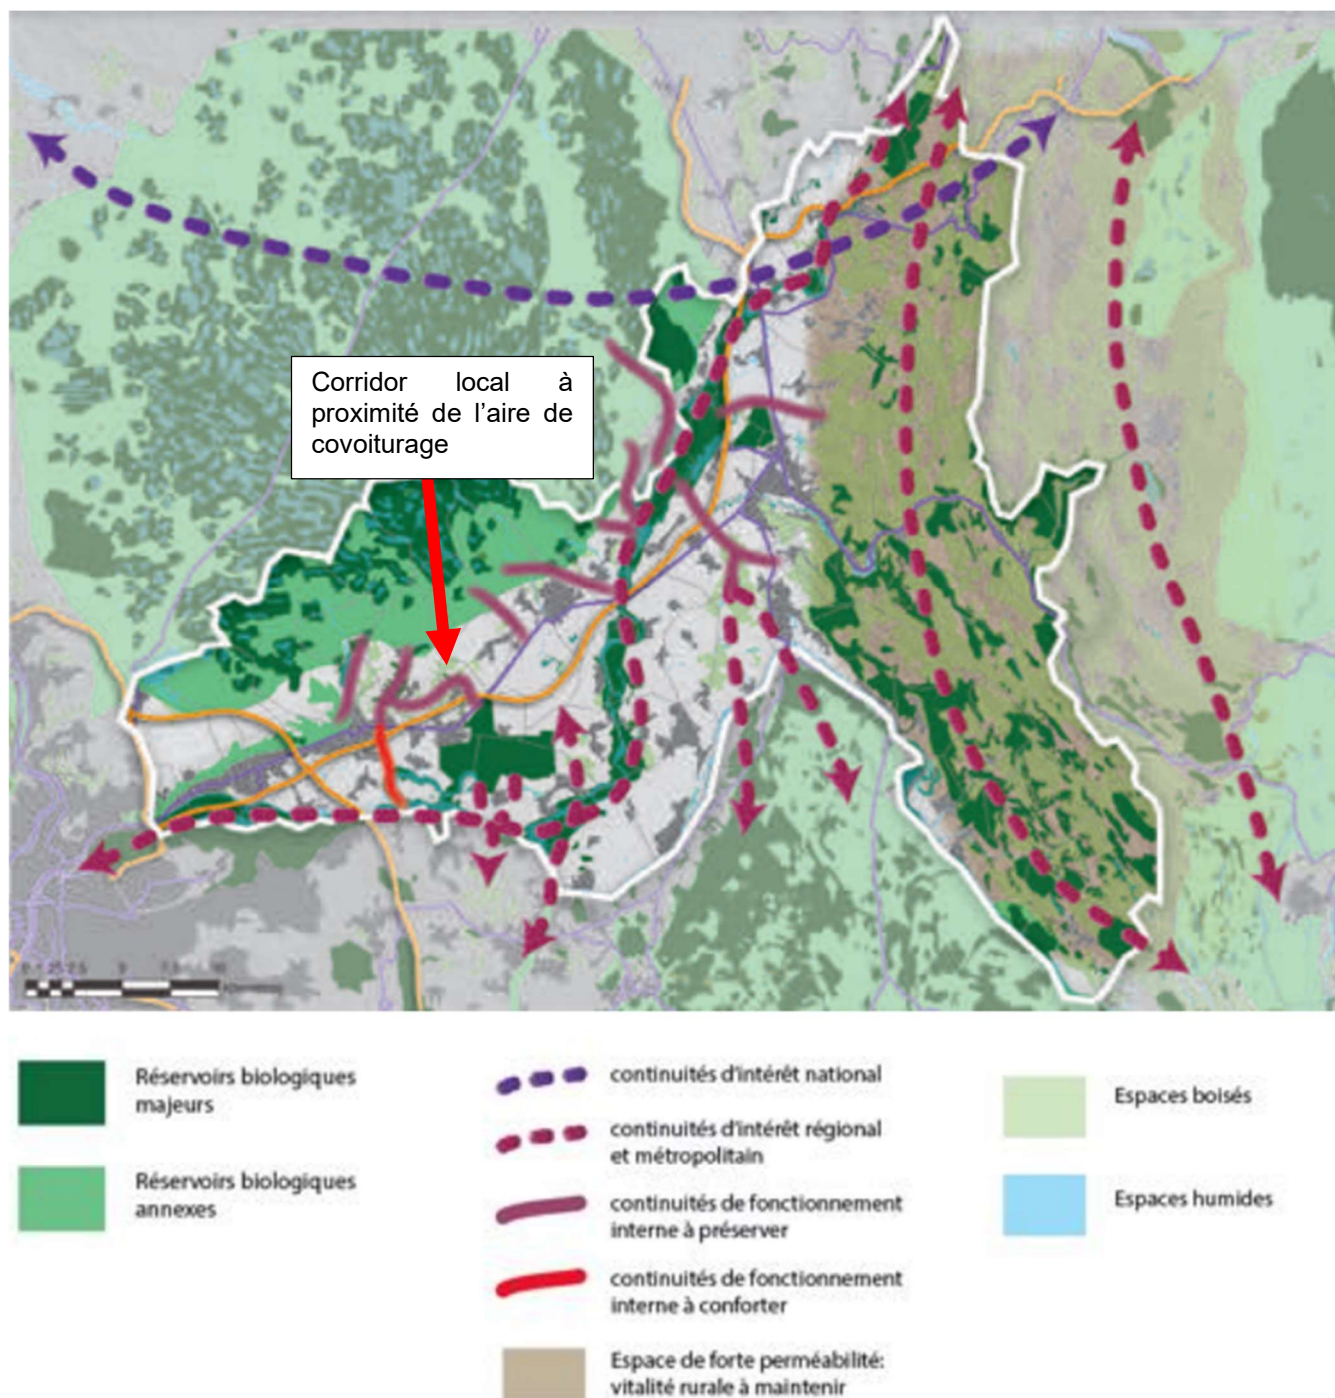 Corridor local à
proximité de l'aire de
covoiturage
Réservoirs biologiques
majeurs
Réservoirs biologiques
annexes
continuités d'intérêt national
continuités d'intérêt régional
et métropolitain
continuités de fonctionnement
interne à préserver
continuités de fonctionnement
interne à conforter
Espace de forte perméabilité:
vitalité rurale à maintenir
Espaces boisés
Espaces humides